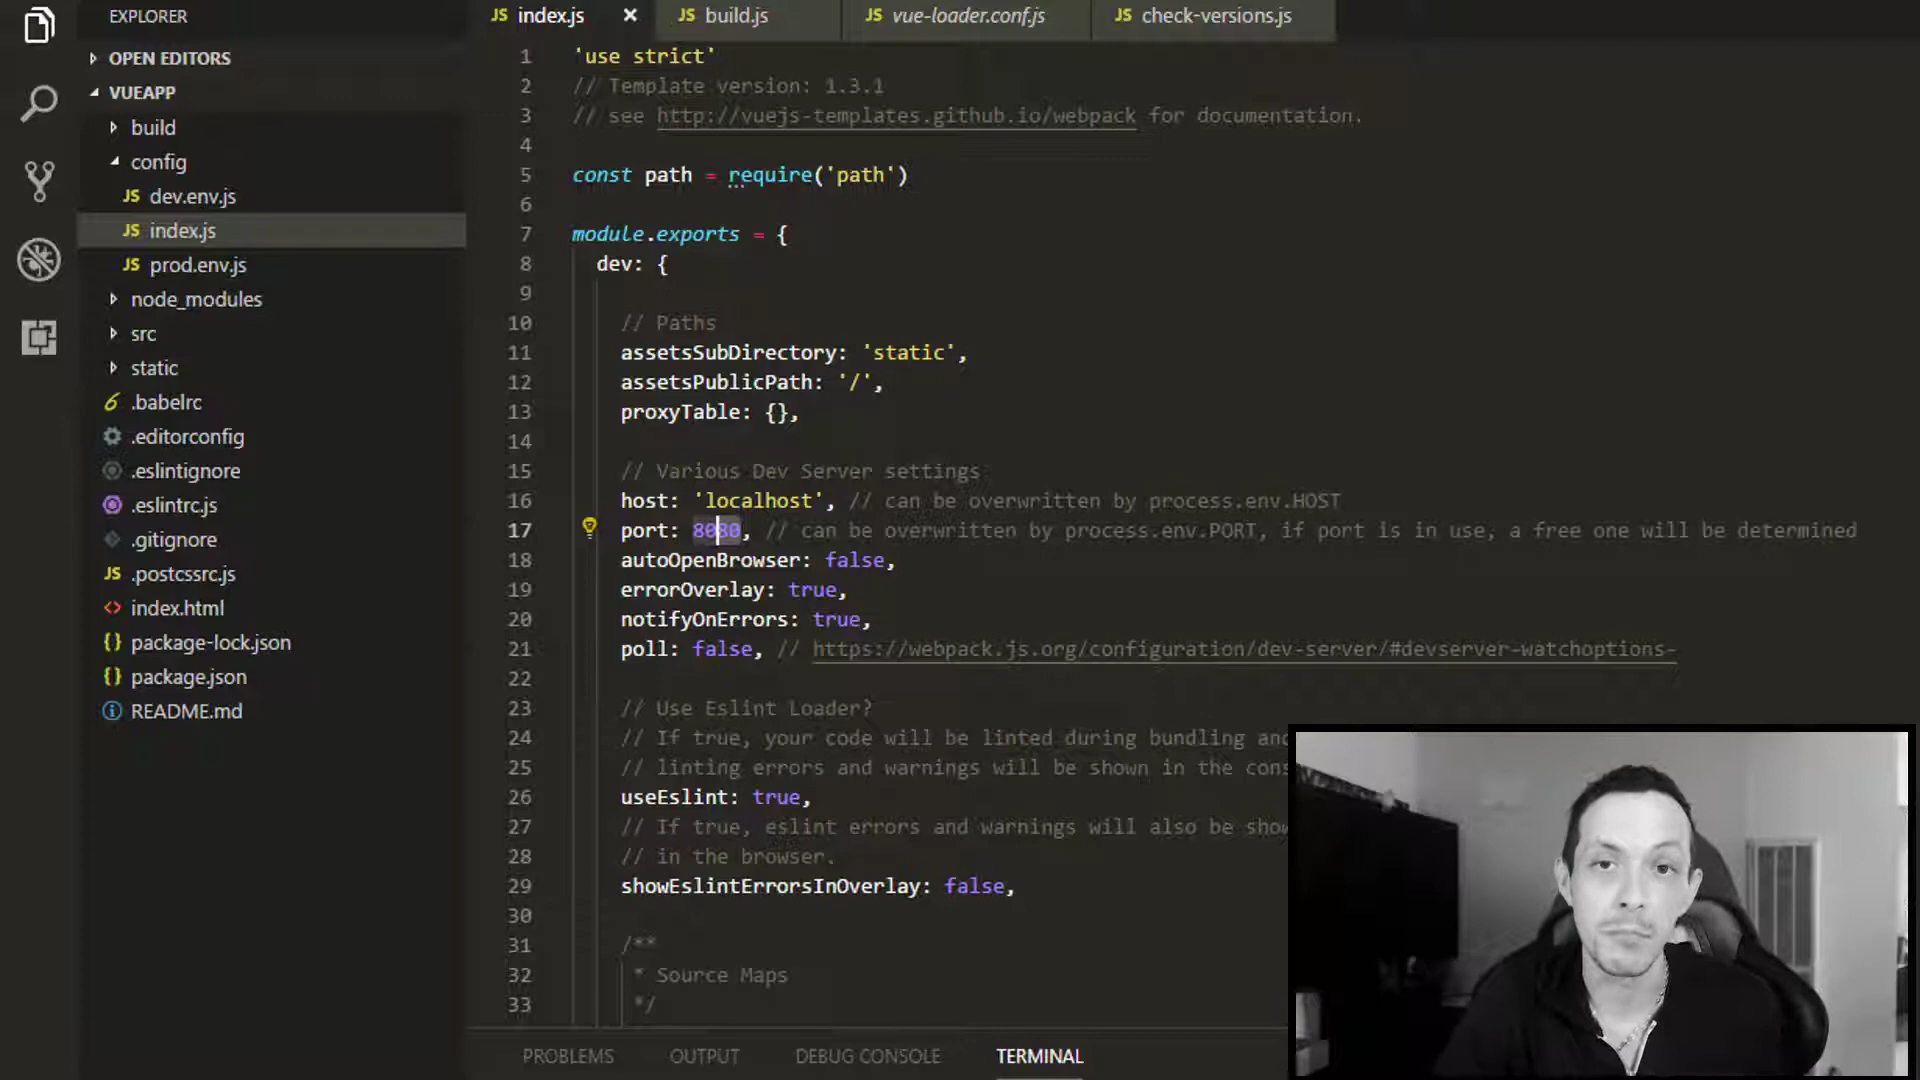 EXPLORER
OPEN EDITORS
VUEAPP
build
config
JS dev.env.js
JS index.js
JS prod.env.js
node_modules
src
static
.babelrc
.editorconfig
.eslintignore
.eslintrc.js
.gitignore
JS .postcssrc.js
<> index.html
{} package-lock.json
{} package.json
README.md
JS index.js ×
JS build.js
JS vue-loader.conf.js
JS check-versions.js
1 'use strict'
2 // Template version: 1.3.1
3 // see http://vuejs-templates.github.io/webpack for documentation.
4
5 const path = require('path')
6
7 module.exports = {
8 dev: {
9
10 // Paths
11 assetsSubDirectory: 'static',
12 assetsPublicPath: '/',
13 proxyTable: {},
14
15 // Various Dev Server settings
16 host: 'localhost', // can be overwritten by process.env.HOST
17 port: 8080, // can be overwritten by process.env.PORT, if port is in use, a free one will be determined
18 autoOpenBrowser: false,
19 errorOverlay: true,
20 notifyOnErrors: true,
21 poll: false, // https://webpack.js.org/configuration/dev-server/#devserver-watchoptions-
22
23 // Use Eslint Loader?
24 // If true, your code will be linted during bundling and
25 // linting errors and warnings will be shown in the cons
26 useEslint: true,
27 // If true, eslint errors and warnings will also be show
28 // in the browser.
29 showEslintErrorsInOverlay: false,
30
31 /**
32 * Source Maps
33 */
PROBLEMS OUTPUT DEBUG CONSOLE TERMINAL